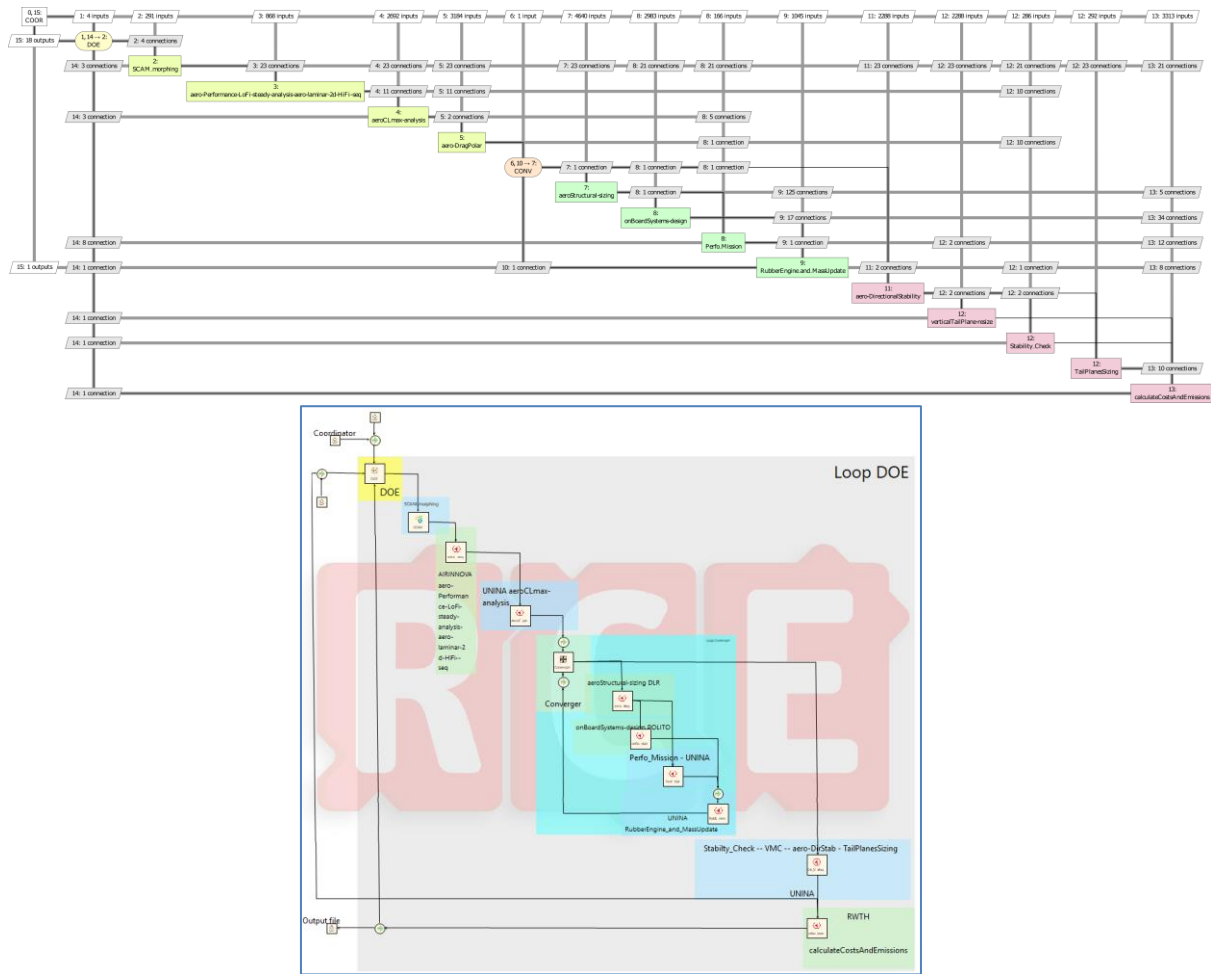 0, 15:
COOR
1: 4 inputs
2: 291 inputs
3: 868 inputs
4: 2692 inputs
5: 3184 inputs
6: 1 input
7: 4640 inputs
8: 2983 inputs
8: 166 inputs
9: 1045 inputs
11: 2288 inputs
12: 2288 inputs
12: 286 inputs
12: 292 inputs
13: 3313 inputs
15: 18 outputs
1, 14 → 2:
DOE
2: 4 connections
14: 3 connections
2:
SCAM.morphing
3: 23 connections
4: 23 connections
5: 23 connections
7: 23 connections
8: 21 connections
8: 21 connections
11: 23 connections
12: 23 connections
12: 21 connections
12: 23 connections
13: 21 connections
3:
aero-Performance-LoFi-steady-analysis-aero-laminar-2d-HiFi--seq
4: 11 connections
5: 11 connections
12: 10 connections
14: 3 connections
4:
aeroCLmax-analysis
5: 2 connections
8: 5 connections
5:
aero-DragPolar
8: 1 connection
12: 10 connections
6, 10 → 7:
CONV
7: 1 connection
8: 1 connection
8: 1 connection
7:
aeroStructural-sizing
8: 1 connection
9: 125 connections
13: 5 connections
8:
onBoardSystems-design
9: 17 connections
13: 34 connections
14: 8 connections
8:
Perfo.Mission
9: 1 connection
12: 2 connections
13: 12 connections
15: 1 outputs
14: 1 connection
10: 1 connection
9:
RubberEngine.and.MassUpdate
11: 2 connections
12: 1 connection
13: 8 connections
11:
aero-DirectionalStability
12: 2 connections
12: 2 connections
14: 1 connection
12:
verticalTailPlane-resize
14: 1 connection
12:
Stability.Check
12:
TailPlanesSizing
13: 10 connections
14: 1 connection
13:
calculateCostsAndEmissions
Coordinator
Loop DOE
DOE
SCAM.morphing
AIRINNOVA
aero-
Performa
nce-LoFi-
steady-
analysis-
aero-
laminar-2
d-HiFi--
seq
UNINA aeroCLmax-
analysis
aeroStructural-sizing DLR
Converger
onBoardSystems-design POLITO
Perfo_Mission - UNINA
UNINA
RubberEngine_and_MassUpdate
RCE
Stabilty_Check -- VMC -- aero-DirStab - TailPlanesSizing
UNINA
Output file
RWTH
calculateCostsAndEmissions